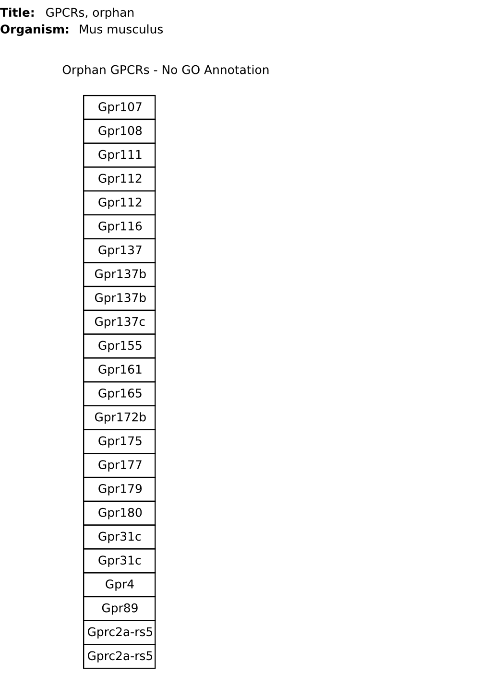 Title: GPCRs, orphan
Organism: Mus musculus
Orphan GPCRs - No GO Annotation
Gpr107
Gpr108
Gpr111
Gpr112
Gpr112
Gpr116
Gpr137
Gpr137b
Gpr137b
Gpr137c
Gpr155
Gpr161
Gpr165
Gpr172b
Gpr175
Gpr177
Gpr179
Gpr180
Gpr31c
Gpr31c
Gpr4
Gpr89
Gprc2a-rs5
Gprc2a-rs5